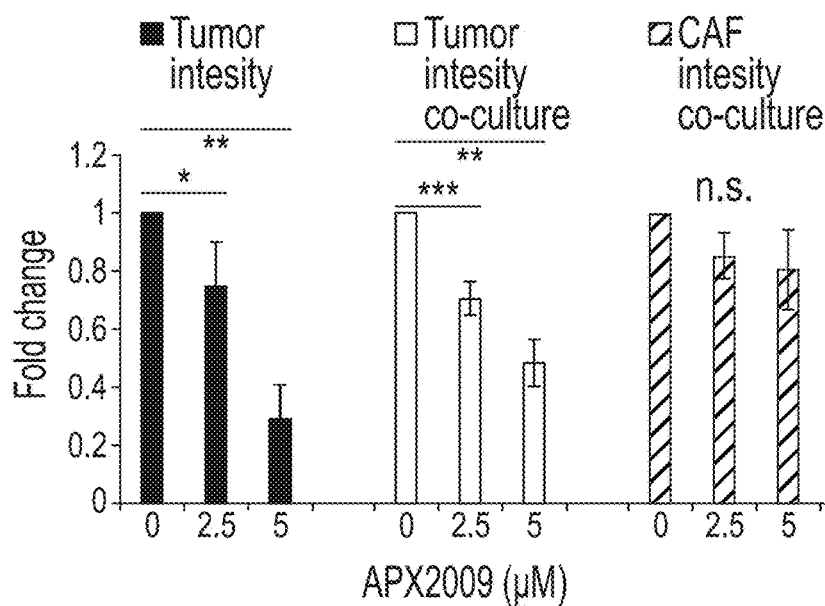 Tumor
intesity
Tumor
intesity
co-culture
CAF
intesity
co-culture
**
*
**
***
n.s.
Fold change
1.2
1
0.8
0.6
0.4
0.2
0
0 2.5 5 0 2.5 5 0 2.5 5
APX2009 (µM)